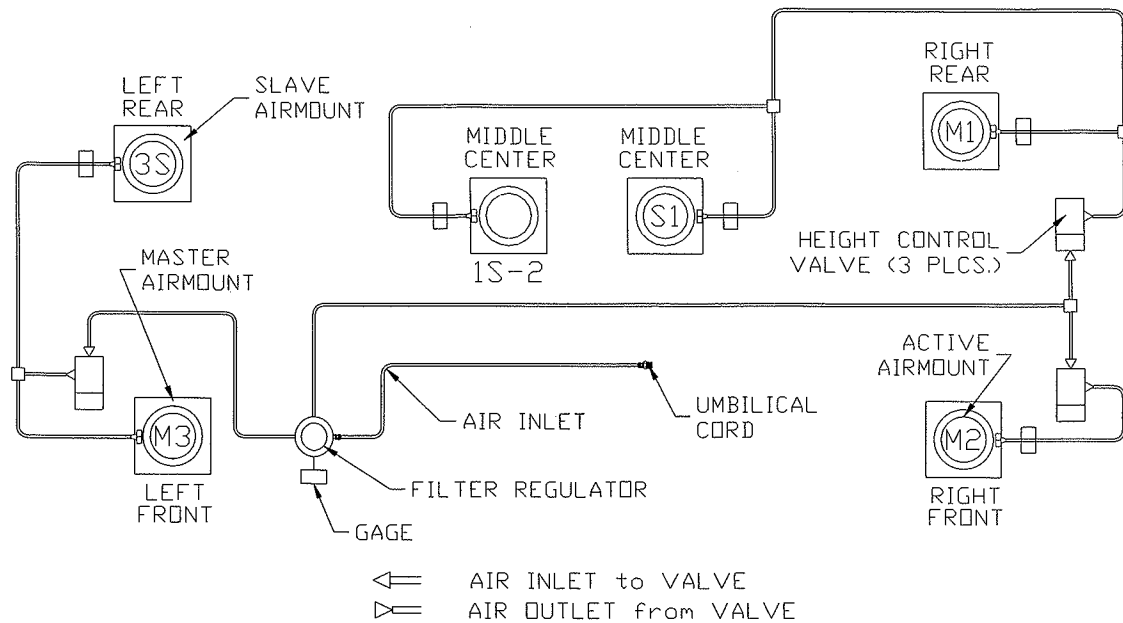 RIGHT
REAR
LEFT
REAR
SLAVE
AIRMOUNT
M1
MIDDLE
CENTER
MIDDLE
CENTER
3S
S1
HEIGHT CONTROL
VALVE (3 PLCS.)
MASTER
AIRMOUNT
1S-2
ACTIVE
AIRMOUNT
AIR INLET
UMBILICAL
CORD
M3
M2
FILTER REGULATOR
LEFT
FRONT
RIGHT
FRONT
GAGE
AIR INLET to VALVE
AIR OUTLET from VALVE